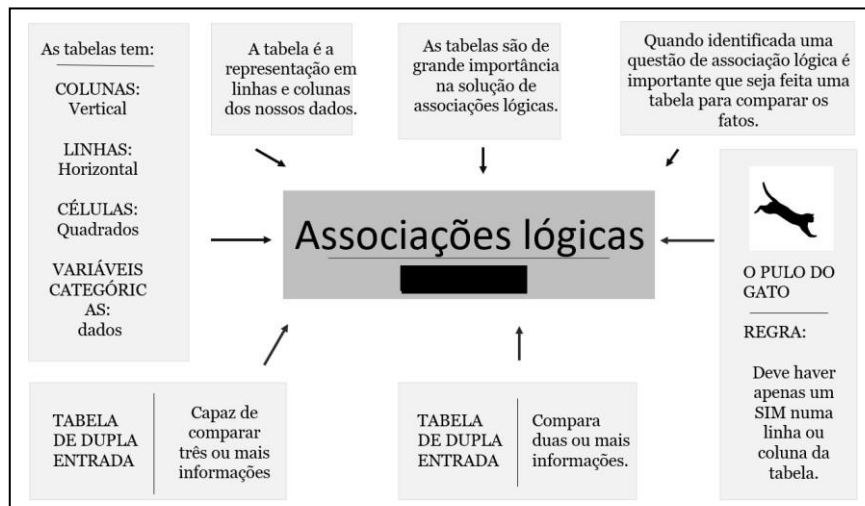 As tabelas tem:
COLUNAS:
Vertical
LINHAS:
Horizontal
CÉLULAS:
Quadrados
VARIÁVEIS
CATEGÓRIC
AS:
dados
A tabela é a
representação em
linhas e colunas
dos nossos dados.
As tabelas são de
grande importância
na solução de
associações lógicas.
Quando identificada uma
questão de associação lógica é
importante que seja feita uma
tabela para comparar os
fatos.
Associações lógicas
O PULO DO
GATO
REGRA:
Deve haver
apenas um
SIM numa
linha ou
coluna da
tabela.
TABELA
DE DUPLA
ENTRADA
Capaz de
comparar
três ou mais
informações
TABELA
DE DUPLA
ENTRADA
Compara
duas ou mais
informações.